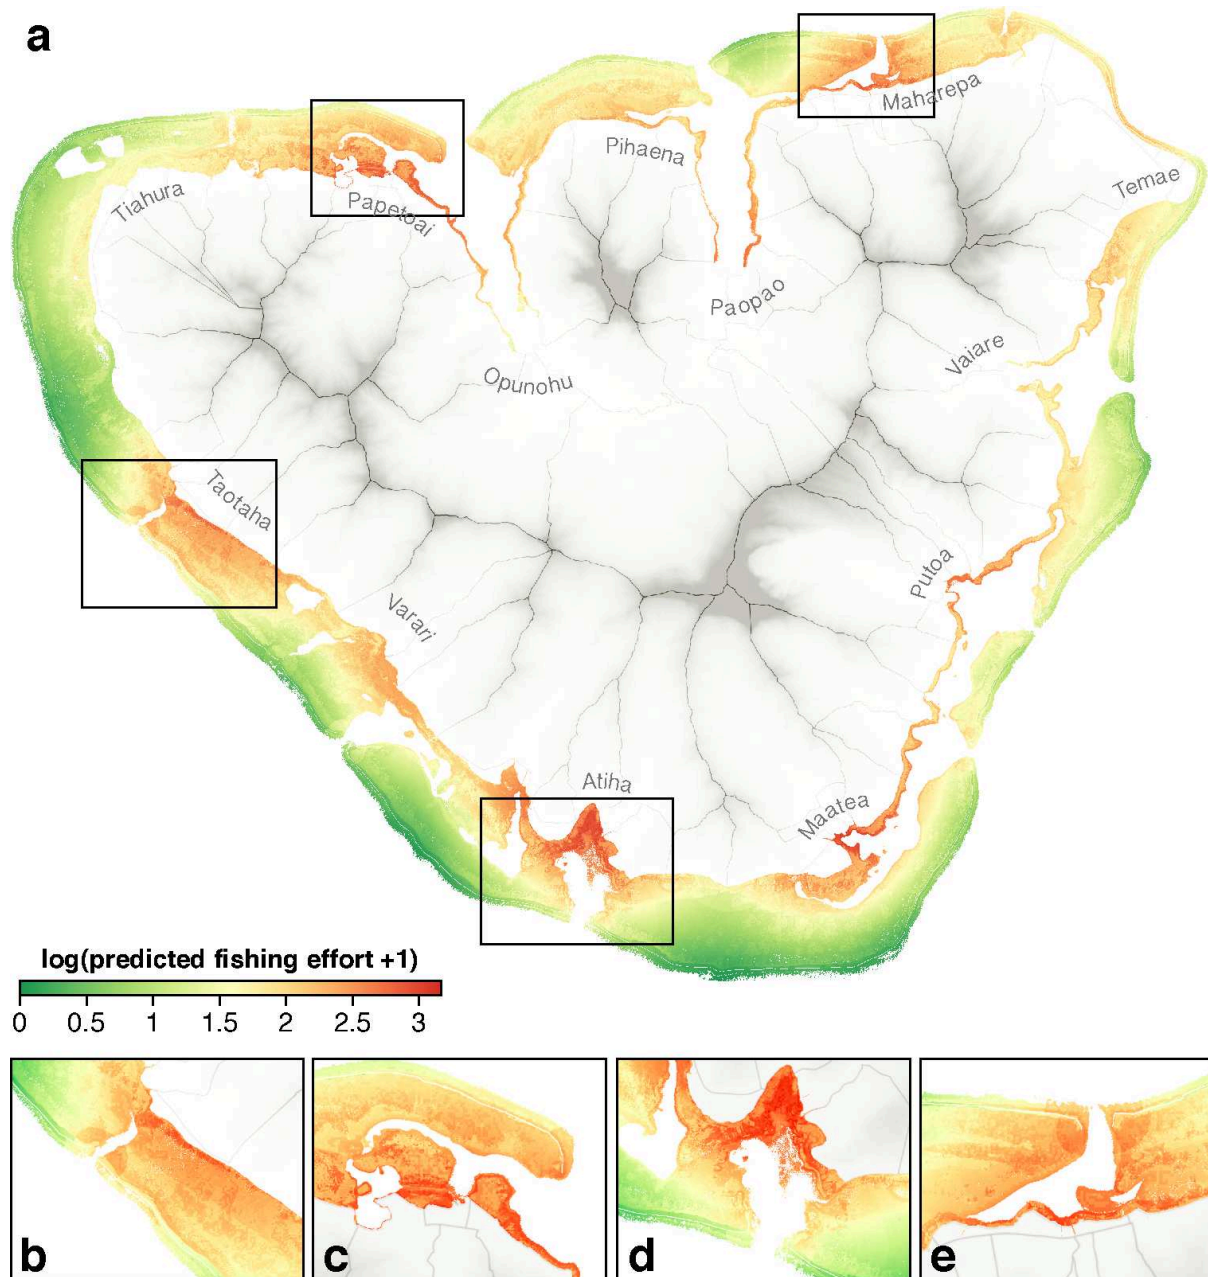 a
Maharepa
Pihaena
Temae
Tiahura
Papetoai
Paopao
Vaiare
Opunohu
Taotaha
Putoa
Varari
Atiha
Maatea
log(predicted fishing effort +1)
0 0.5 1 1.5 2 2.5 3
b c d e